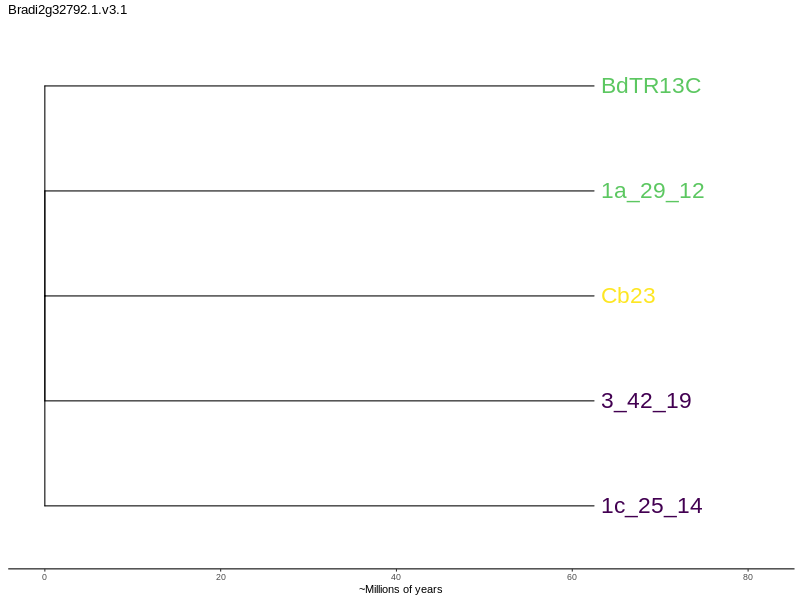 Bradi2g32792.1.v3.1
BdTR13C
1a_29_12
Cb23
3_42_19
1c_25_14
0 20 40 60 80
~Millions of years